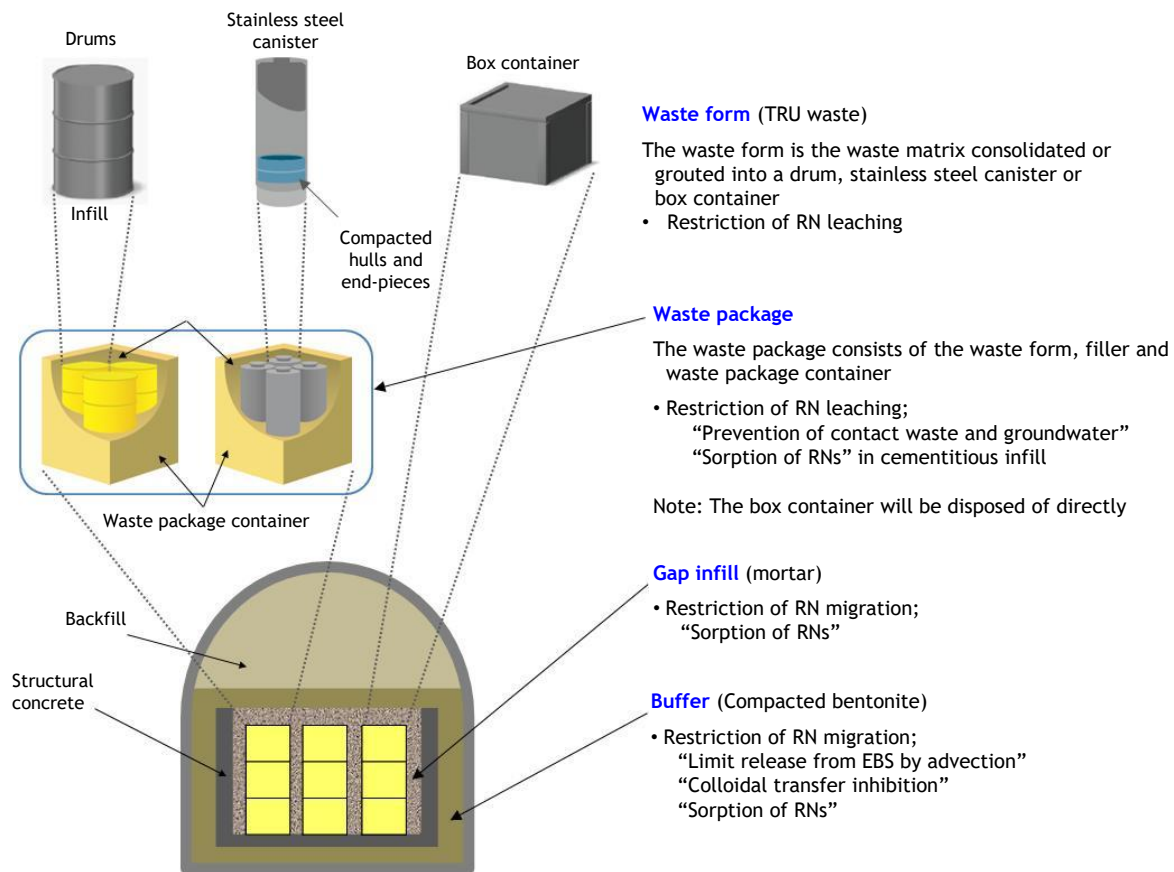 Drums
Stainless steel
canister
Box container
Infill
Compacted
hulls and
end-pieces
Waste package container
Backfill
Structural
concrete
Waste form (TRU waste)
The waste form is the waste matrix consolidated or
grouted into a drum, stainless steel canister or
box container
• Restriction of RN leaching
Waste package
The waste package consists of the waste form, filler and
waste package container
• Restriction of RN leaching;
“Prevention of contact waste and groundwater”
“Sorption of RNs” in cementitious infill
Note: The box container will be disposed of directly
Gap infill (mortar)
• Restriction of RN migration;
“Sorption of RNs”
Buffer (Compacted bentonite)
• Restriction of RN migration;
“Limit release from EBS by advection”
“Colloidal transfer inhibition”
“Sorption of RNs”